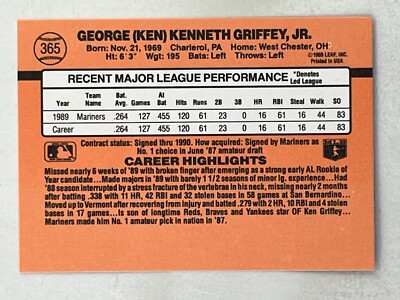 365
GEORGE (KEN) KENNETH GRIFFEY, JR.
Born: Nov. 21, 1969 Charleroi, PA Home: West Chester, OH
Ht: 6'3" Wgt: 195 Bats: Left Throws: Left
© 1989 LEAF, INC.
Printed in USA
RECENT MAJOR LEAGUE PERFORMANCE *Denotes Led League
Year Team Name Bat. Avg. Games At Bat Hits Runs 2B 3B HR RBI Steal Walk SO
1989 Mariners .264 127 455 120 61 23 0 16 61 16 44 83
Career .264 127 455 120 61 23 0 16 61 16 44 83
Contract status: Signed thru 1990. How acquired: Signed by Mariners as
No. 1 choice in June '87 amateur draft
CAREER HIGHLIGHTS
Missed nearly 6 weeks of '89 with broken finger after emerging as a strong early AL Rookie of
Year candidate...Made majors in '89 with barely 1 1/2 seasons of minor lg. exp...His
'88 season interrupted by a stress fracture of the vertebrae in his neck, missing nearly 2 months
after batting .338 with 11 HR, 42 RBI and 32 stolen bases in 58 games at San Bernardino...
Moved up to Vermont after recovering from injury and batted .279 with 2 HR, 10 RBI and 4 stolen
bases in 17 games...Is son of longtime Reds, Braves and Yankees star OF Ken Griffey...
Mariners made him No. 1 amateur pick in nation in '87.